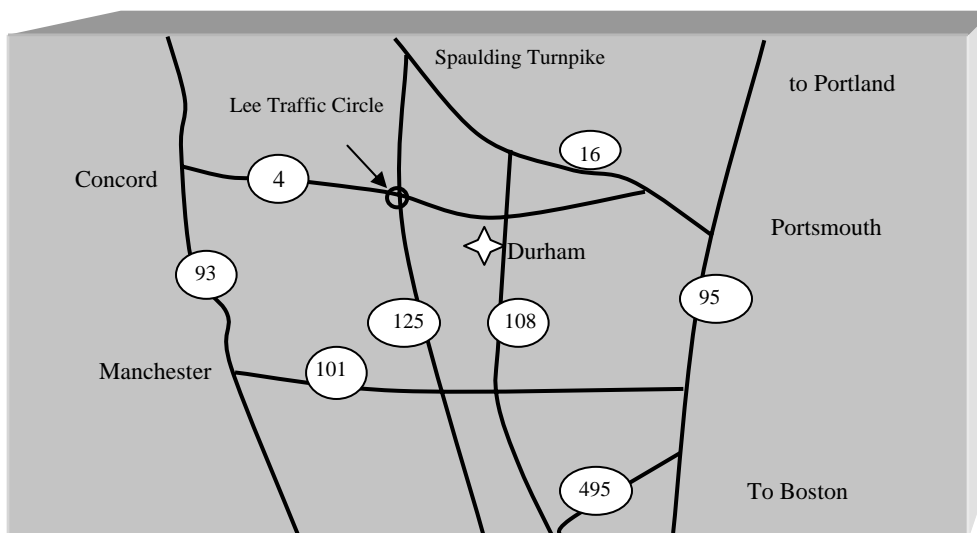 Spaulding Turnpike
to Portland
Lee Traffic Circle
16
Concord
4
Portsmouth
Durham
93
95
125
108
Manchester
101
495
To Boston